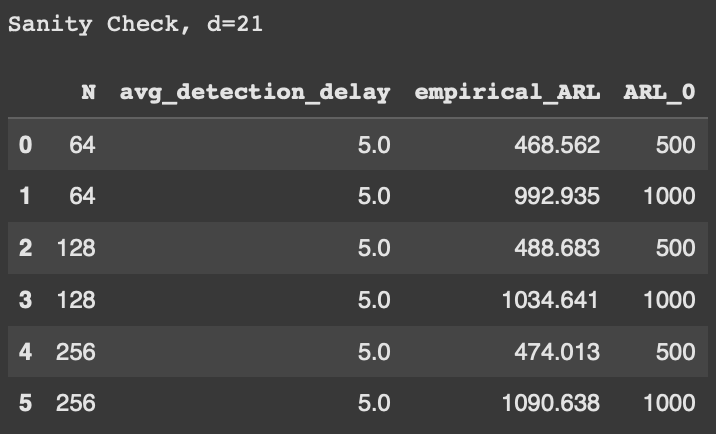 Sanity Check, d=21
N avg_detection_delay empirical_ARL ARL_0
0 64 5.0 468.562 500
1 64 5.0 992.935 1000
2 128 5.0 488.683 500
3 128 5.0 1034.641 1000
4 256 5.0 474.013 500
5 256 5.0 1090.638 1000